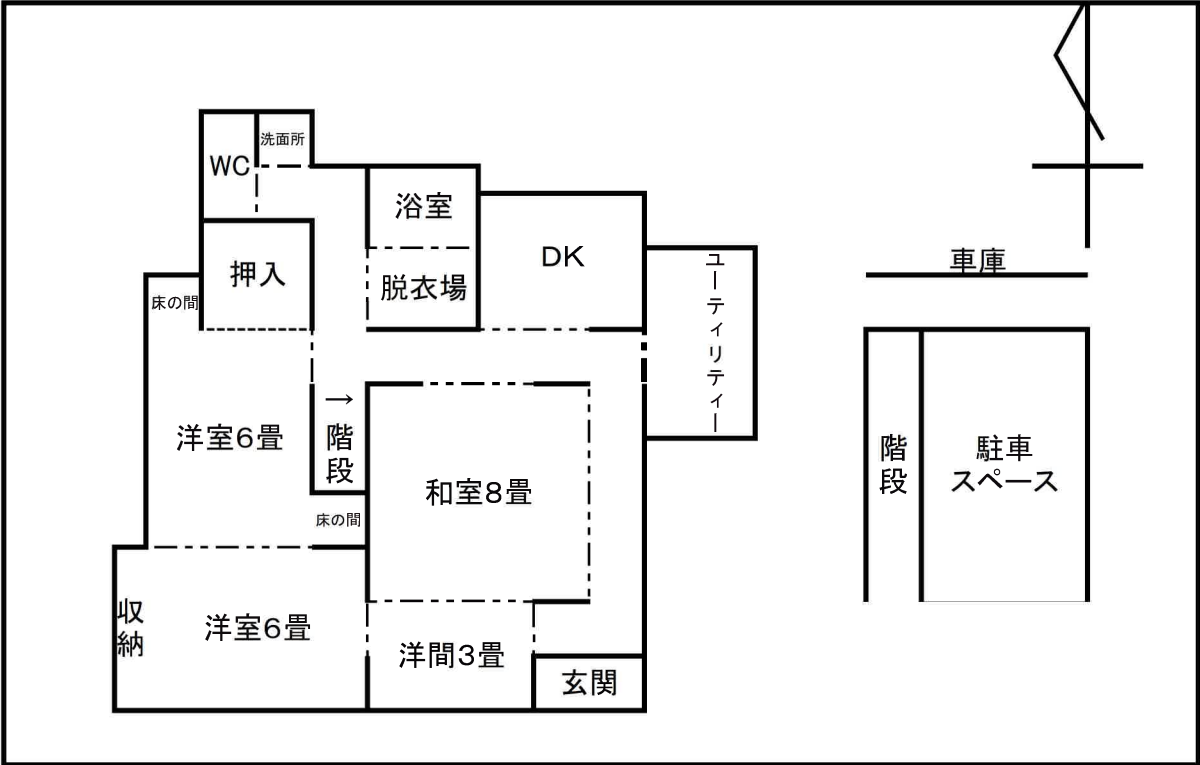 洗面所
WC
浴室
DK
車庫
押入
脱衣場
床の間
ユーティリティー
→
階段
洋室6畳
和室8畳
階段
駐車
スペース
床の間
収納
洋室6畳
洋間3畳
玄関